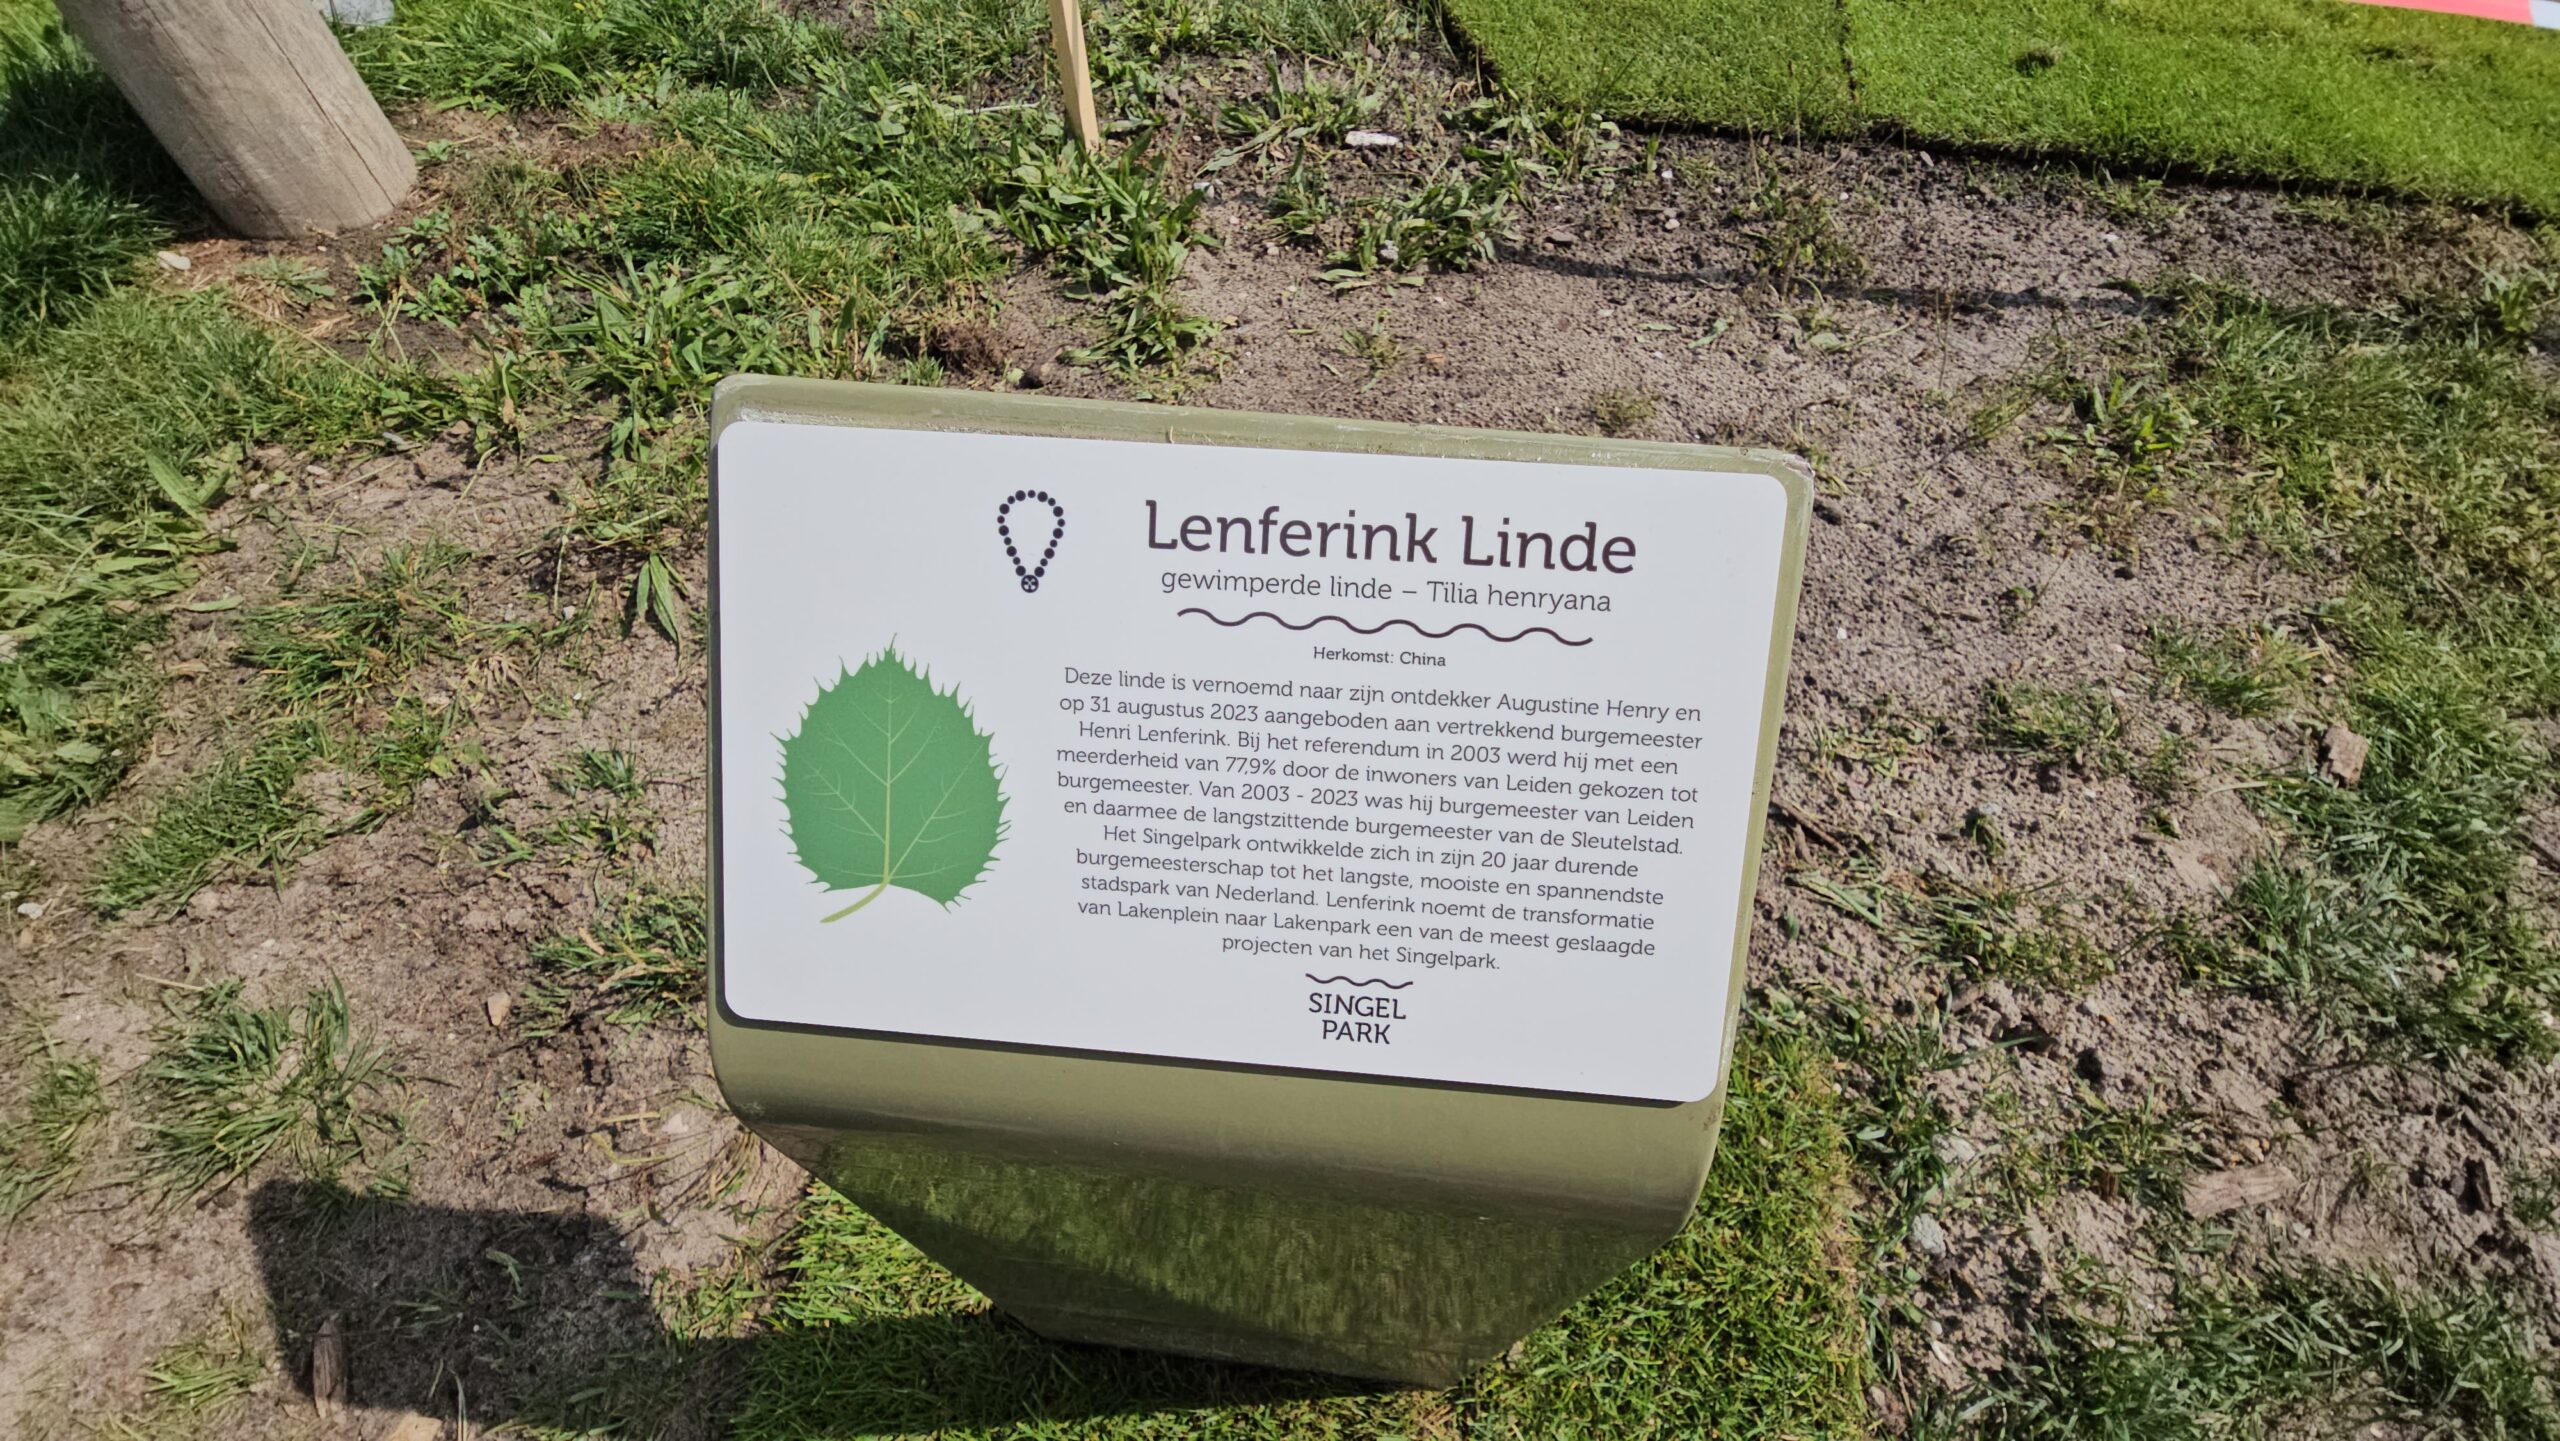 Lenferink Linde
gewimperde linde – Tilia henryana
Herkomst: China
Deze linde is vernoemd naar zijn ontdekker Augustine Henry en
op 31 augustus 2023 aangeboden aan vertrekkend burgemeester
Henri Lenferink. Bij het referendum in 2003 werd hij met een
meerderheid van 77,9% door de inwoners van Leiden gekozen tot
burgemeester. Van 2003 - 2023 was hij burgemeester van Leiden
en daarmee de langstzittende burgemeester van de Sleutelstad.
Het Singelpark ontwikkelde zich in zijn 20 jaar durende
burgemeesterschap tot het langste, mooiste en spannendste
stadspark van Nederland. Lenferink noemt de transformatie
van Lakenplein naar Lakenpark een van de meest geslaagde
projecten van het Singelpark.
SINGEL
PARK